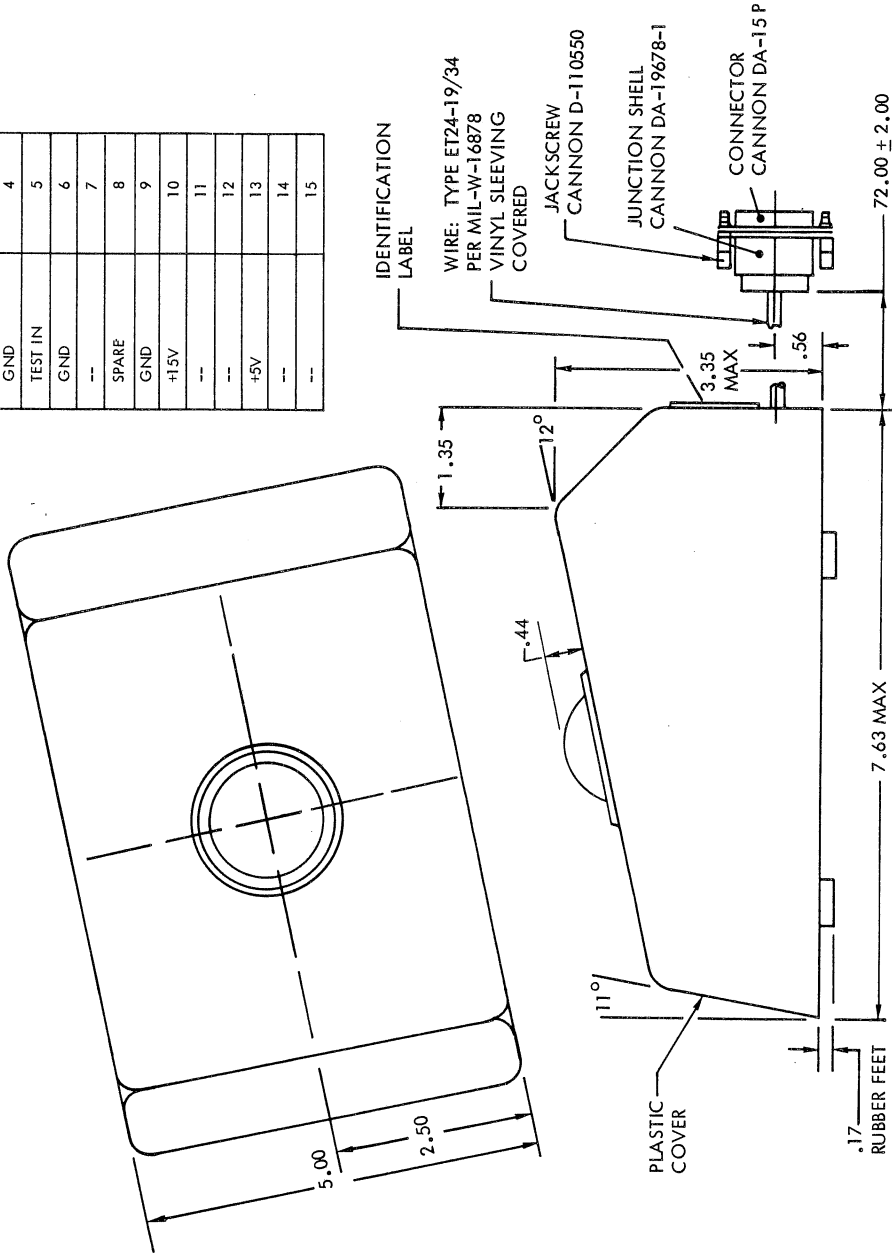 GND 4
TEST IN 5
GND 6
-- 7
SPARE 8
GND 9
+15V 10
-- 11
-- 12
+5V 13
-- 14
-- 15
IDENTIFICATION
LABEL
WIRE: TYPE ET24-19/34
PER MIL-W-16878
VINYL SLEEVING
COVERED
JACKSCREW
CANNON D-110550
JUNCTION SHELL
CANNON DA-19678-1
CONNECTOR
CANNON DA-15P
1.35
12°
3.35
MAX
.56
72.00 ± 2.00
.44
7.63 MAX
11°
PLASTIC
COVER
.17
RUBBER FEET
5.00
2.50